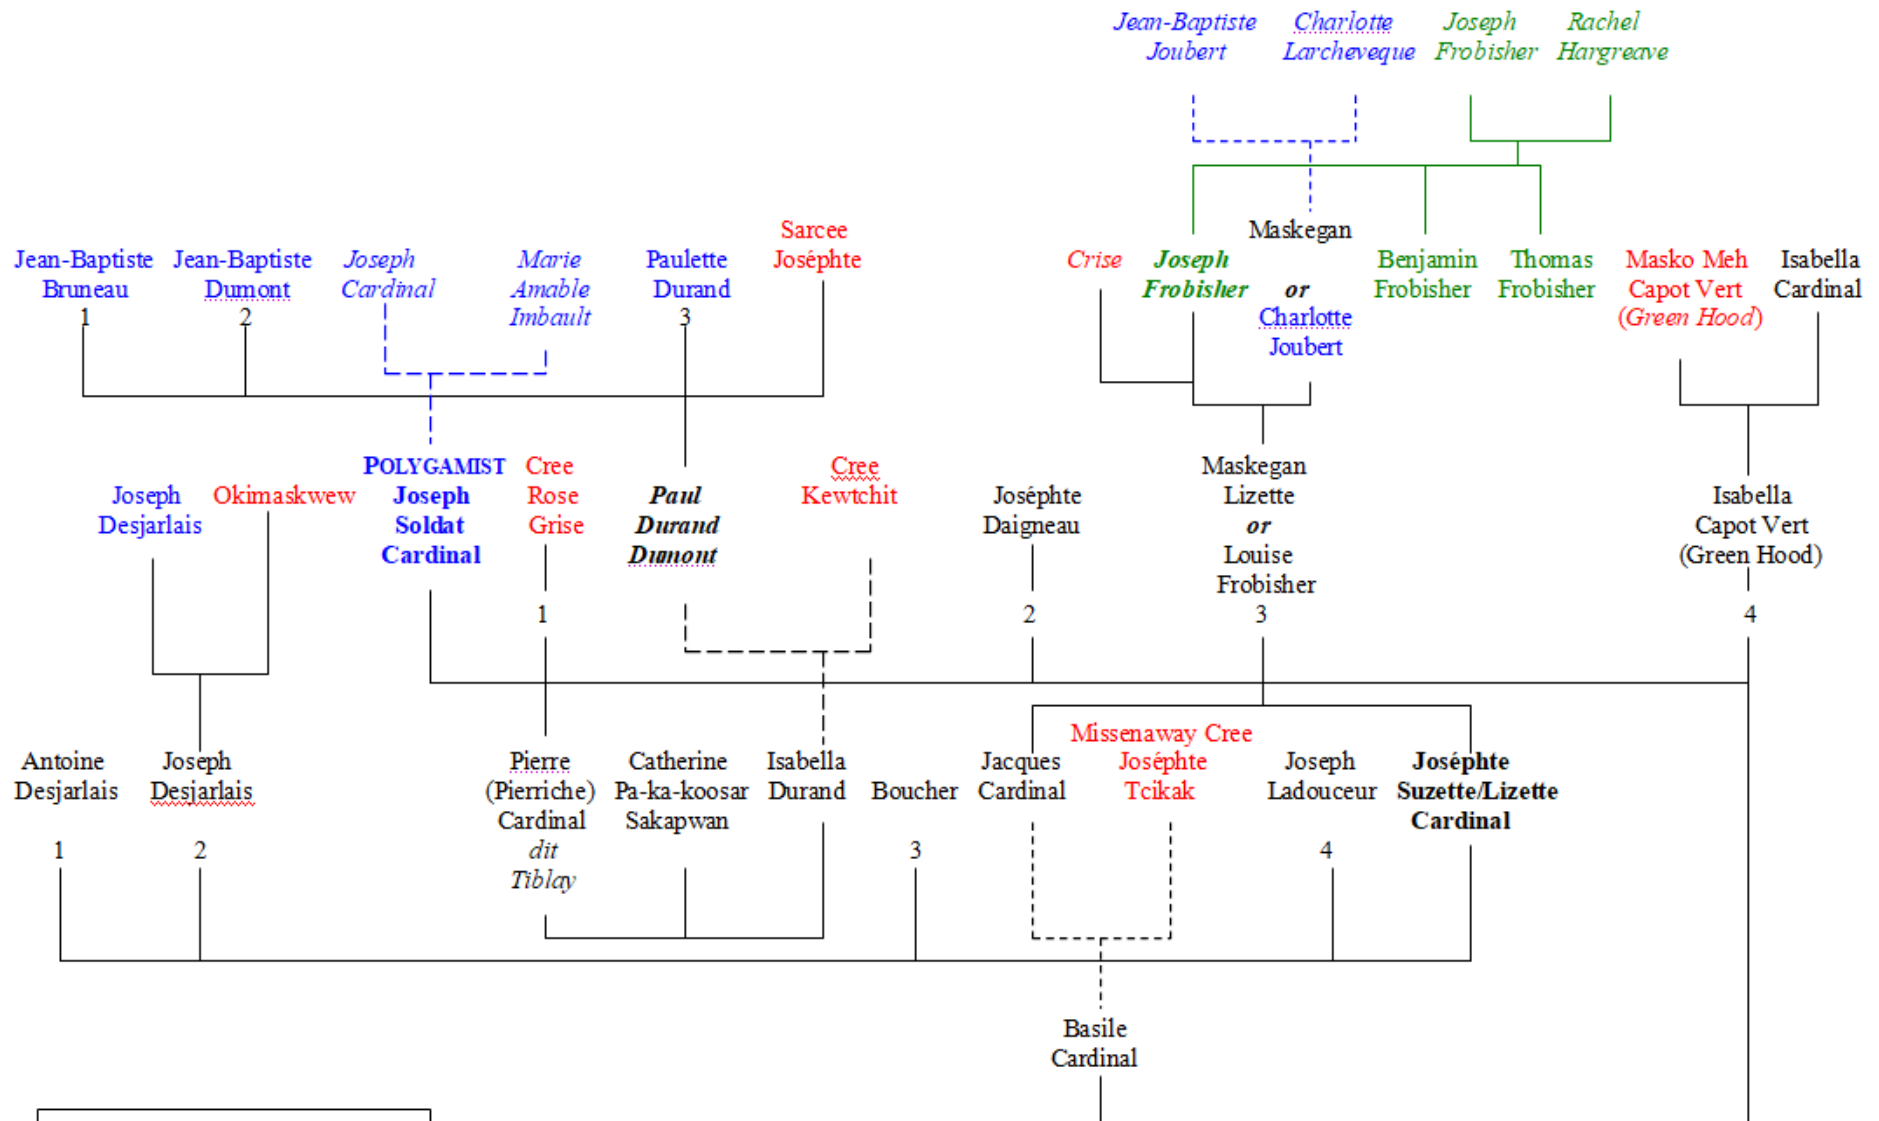 Jean-Baptiste
Joubert
Charlotte
Larcheveque
Joseph
Frobisher
Rachel
Hargreave
Jean-Baptiste
Bruneau
1
Jean-Baptiste
Dumont
2
Joseph
Cardinal
Marie
Amable
Imbault
Paulette
Durand
3
Sarcee
Joséphte
Crise
Joseph
Frobisher
Maskegan
or
Charlotte
Joubert
Benjamin
Frobisher
Thomas
Frobisher
Masko Meh
Capot Vert
(Green Hood)
Isabella
Cardinal
Joseph
Desjarlais
Okimaskwew
POLYGAMIST
Joseph
Soldat
Cardinal
Cree
Rose
Grise
1
Paul
Durand
Dumont
Cree
Kewtchit
Joséphte
Daigneau
2
Maskegan
Lizette
or
Louise
Frobisher
3
Isabella
Capot Vert
(Green Hood)
4
Antoine
Desjarlais
1
Joseph
Desjarlais
2
Pierre
(Pierriche)
Cardinal
dit
Tiblay
Catherine
Pa-ka-koosar
Sakapwan
Isabella
Durand
Boucher
3
Jacques
Cardinal
Missenaway Cree
Joséphte
Tcikak
Joseph
Ladouceur
4
Joséphte
Suzette/Lizette
Cardinal
Basile
Cardinal